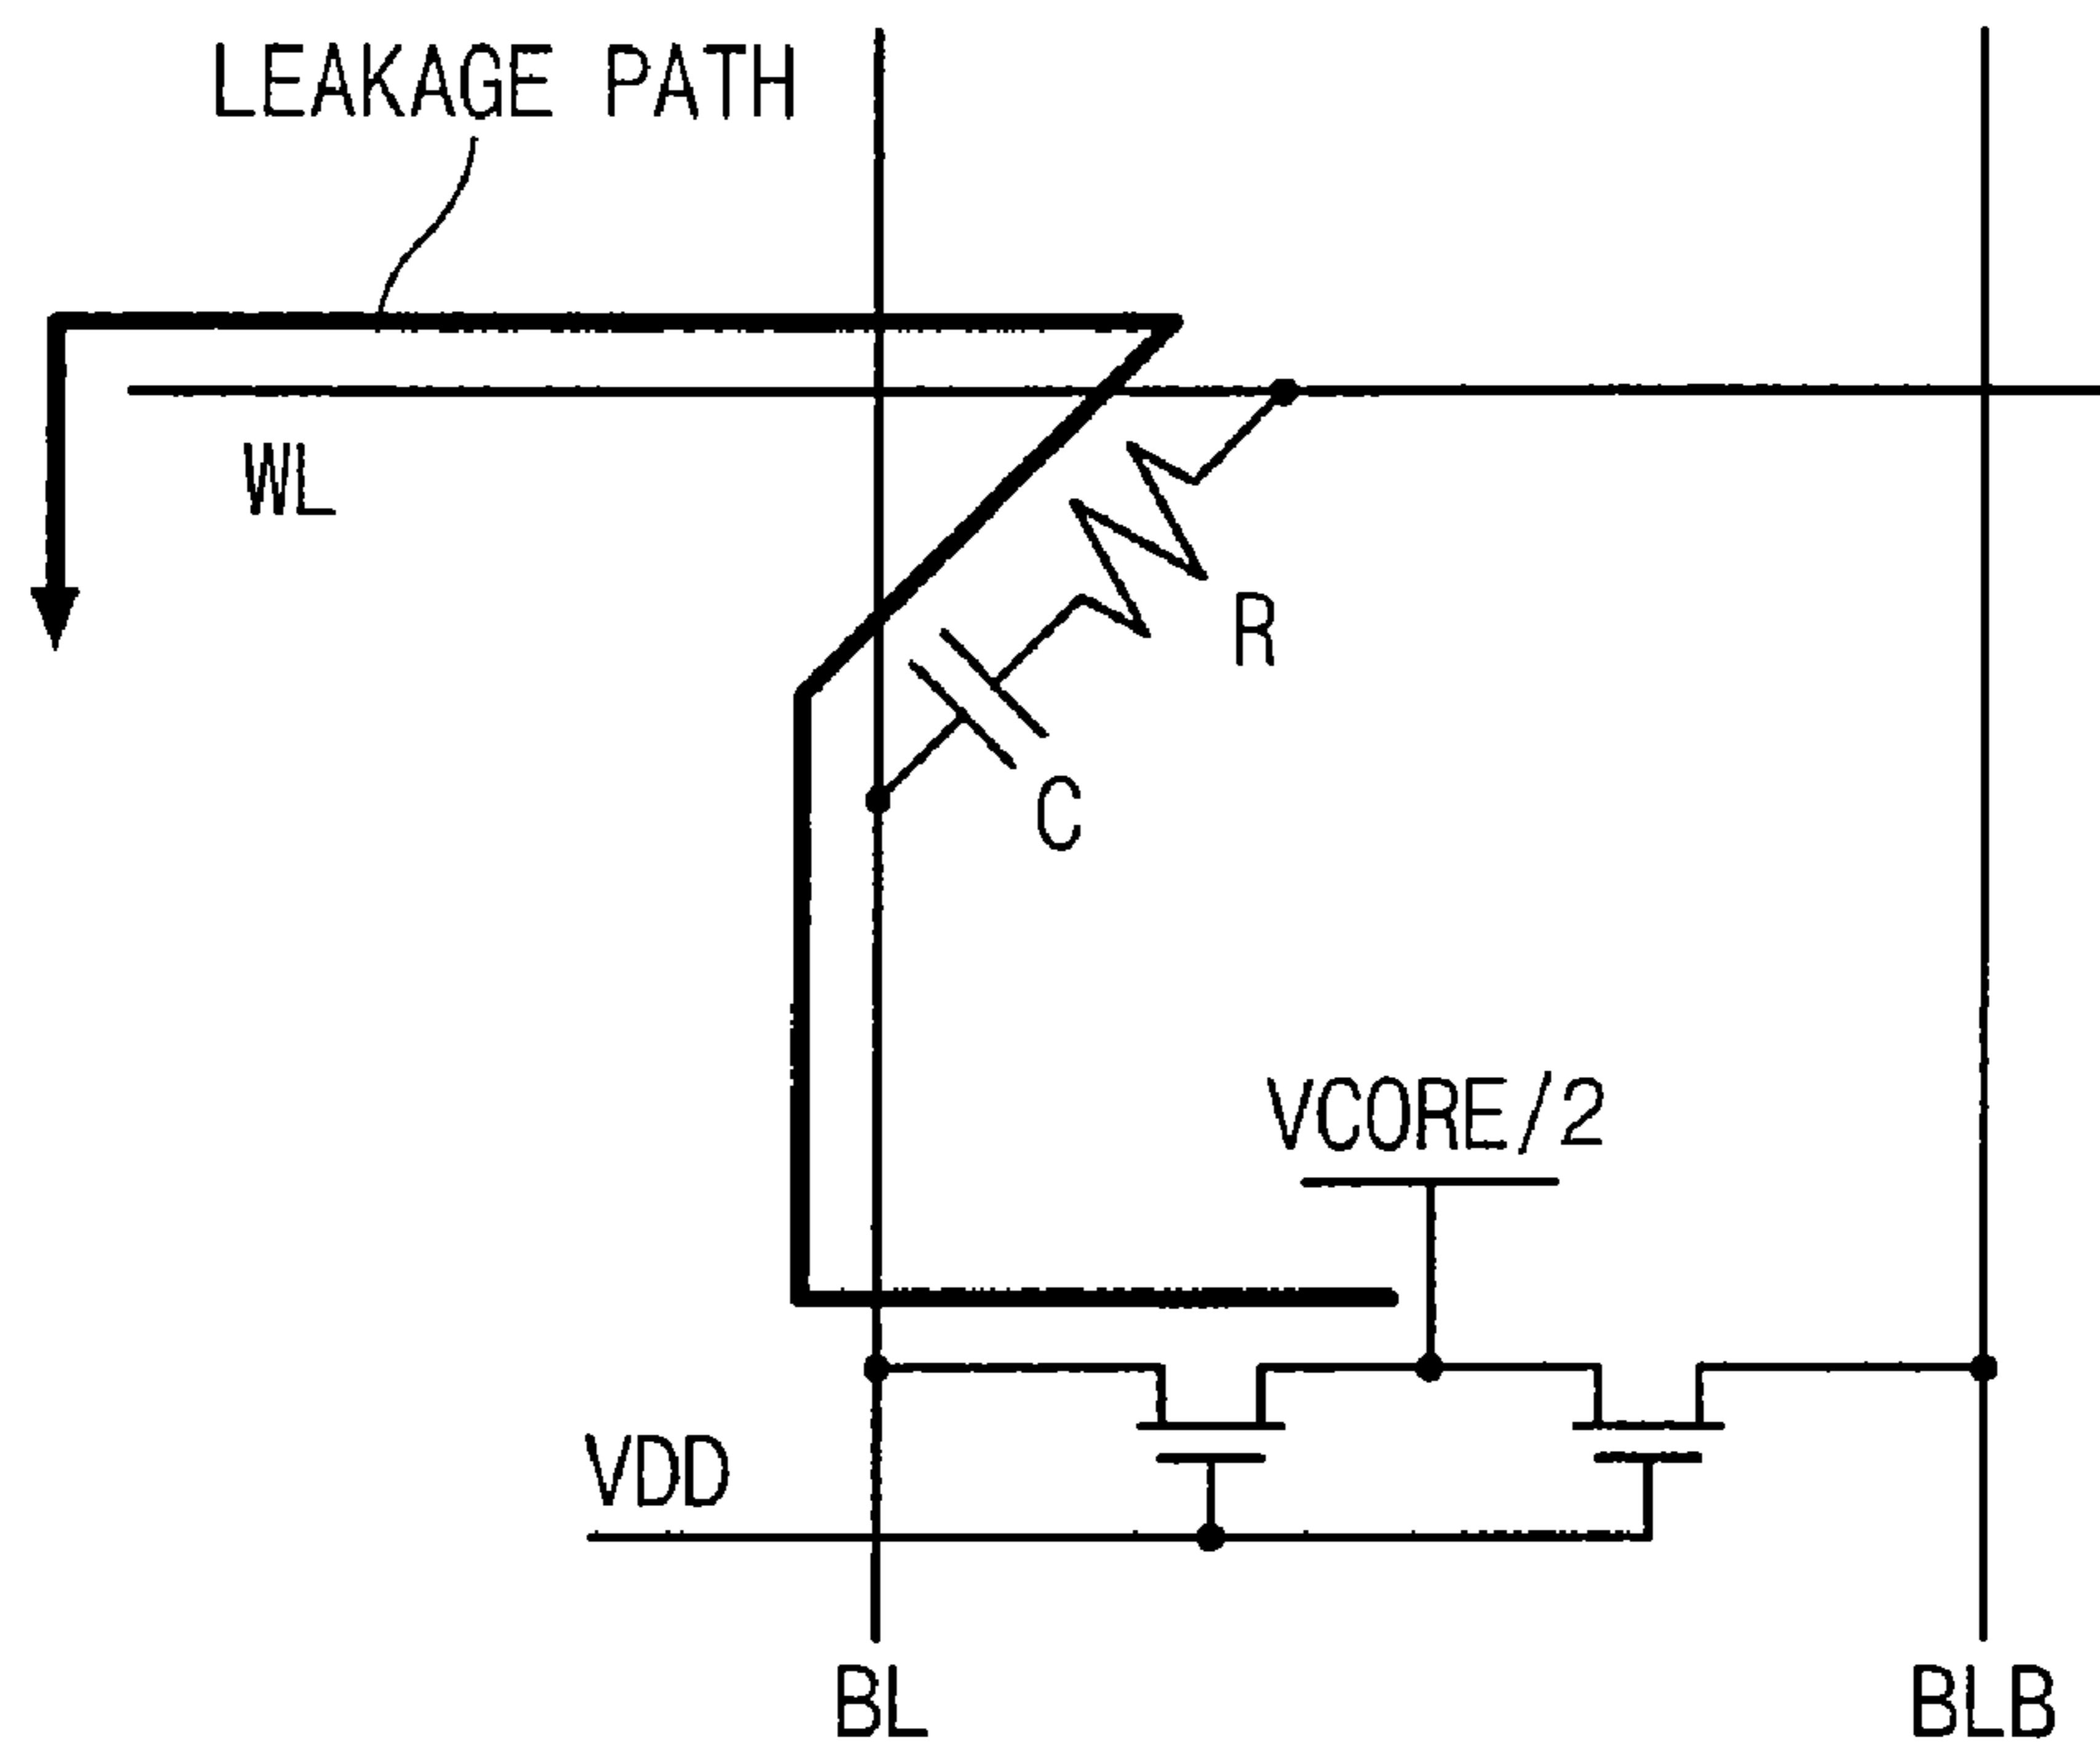 LEAKAGE PATH
WL
R
C
VCORE/2
VDD
BL
BLB